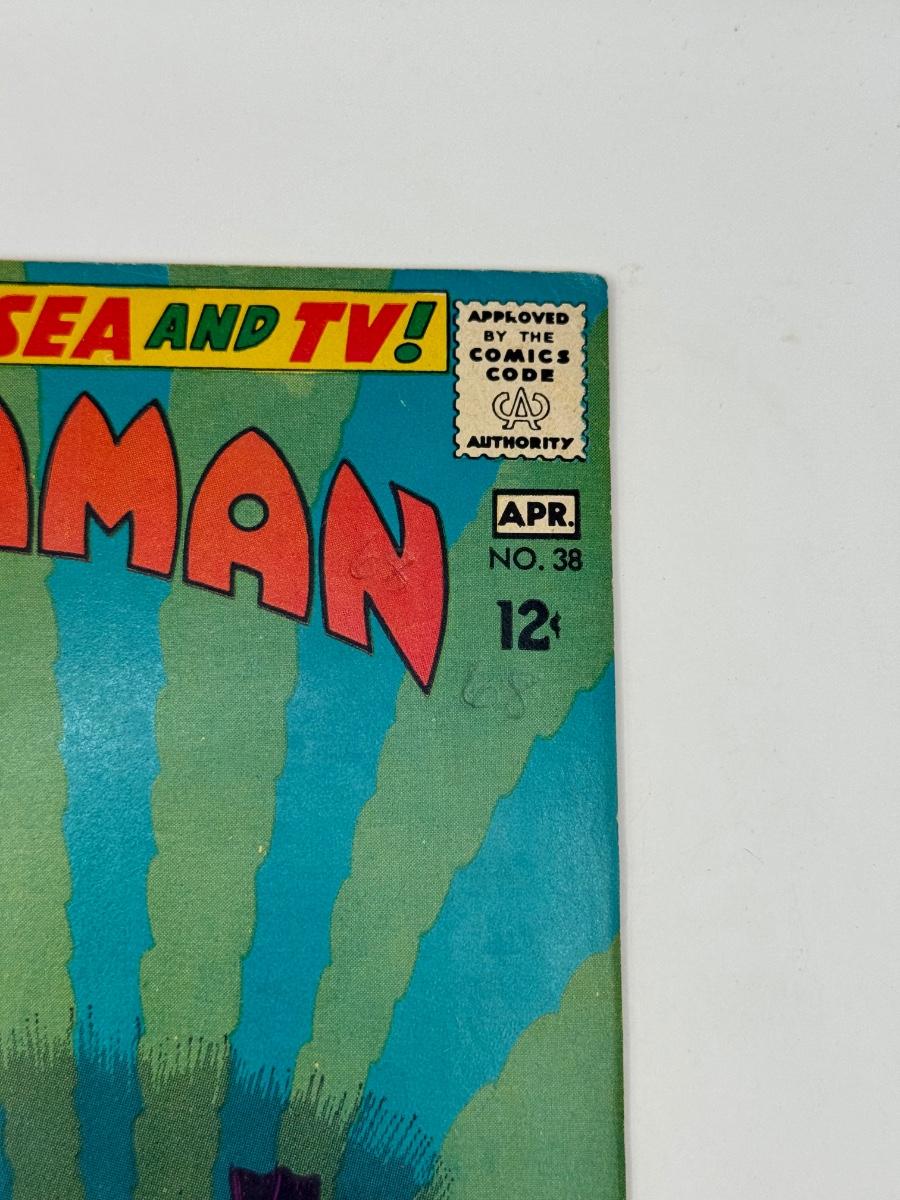 SEA AND TV!
APPROVED
BY THE
COMICS
CODE
CA
AUTHORITY
AMAN
APR.
NO. 38
12¢
68